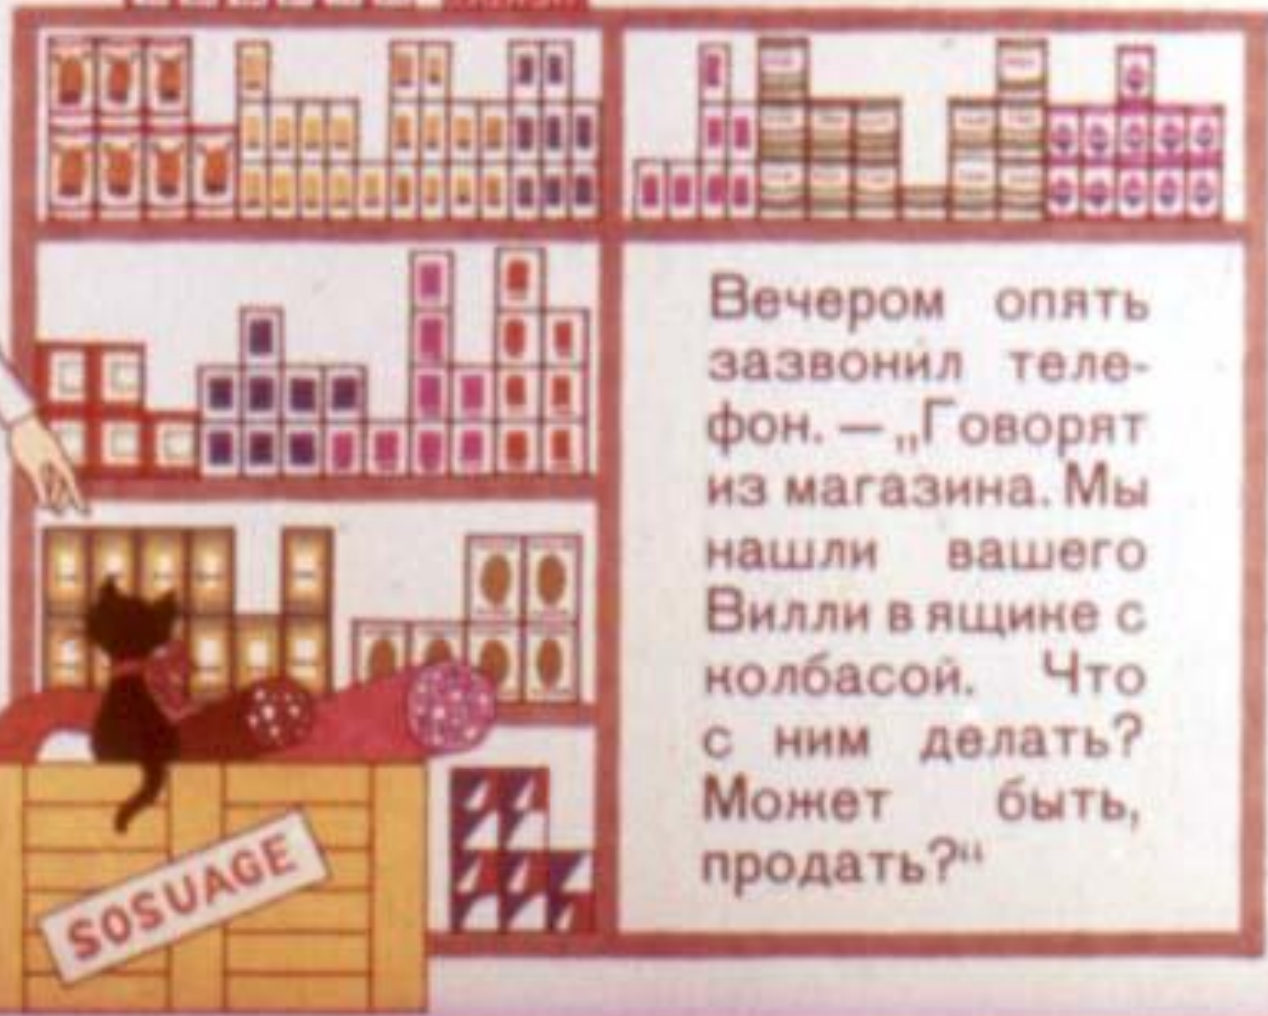 Вечером опять
зазвонил теле-
фон. — „Говорят
из магазина. Мы
нашли вашего
Вилли в ящике с
колбасой. Что
с ним делать?
Может быть,
продать?“
SOSUAGE